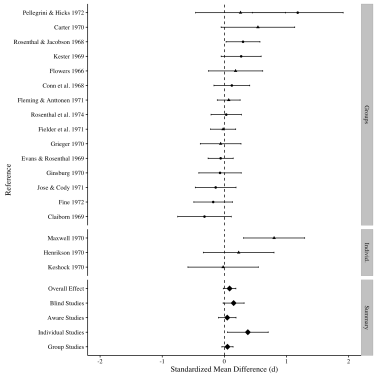 Pellegrini & Hicks 1972
Carter 1970
Rosenthal & Jacobson 1968
Kester 1969
Flowers 1966
Conn et al. 1968
Fleming & Anttonen 1971
Rosenthal et al. 1974
Fielder et al. 1971
Grieger 1970
Evans & Rosenthal 1969
Ginsburg 1970
Jose & Cody 1971
Fine 1972
Claiborn 1969
Groups
Maxwell 1970
Henrikson 1970
Keshock 1970
Individ.
Overall Effect
Blind Studies
Aware Studies
Individual Studies
Group Studies
Summary
Reference
-2
-1
0
1
2
Standardized Mean Difference (d)